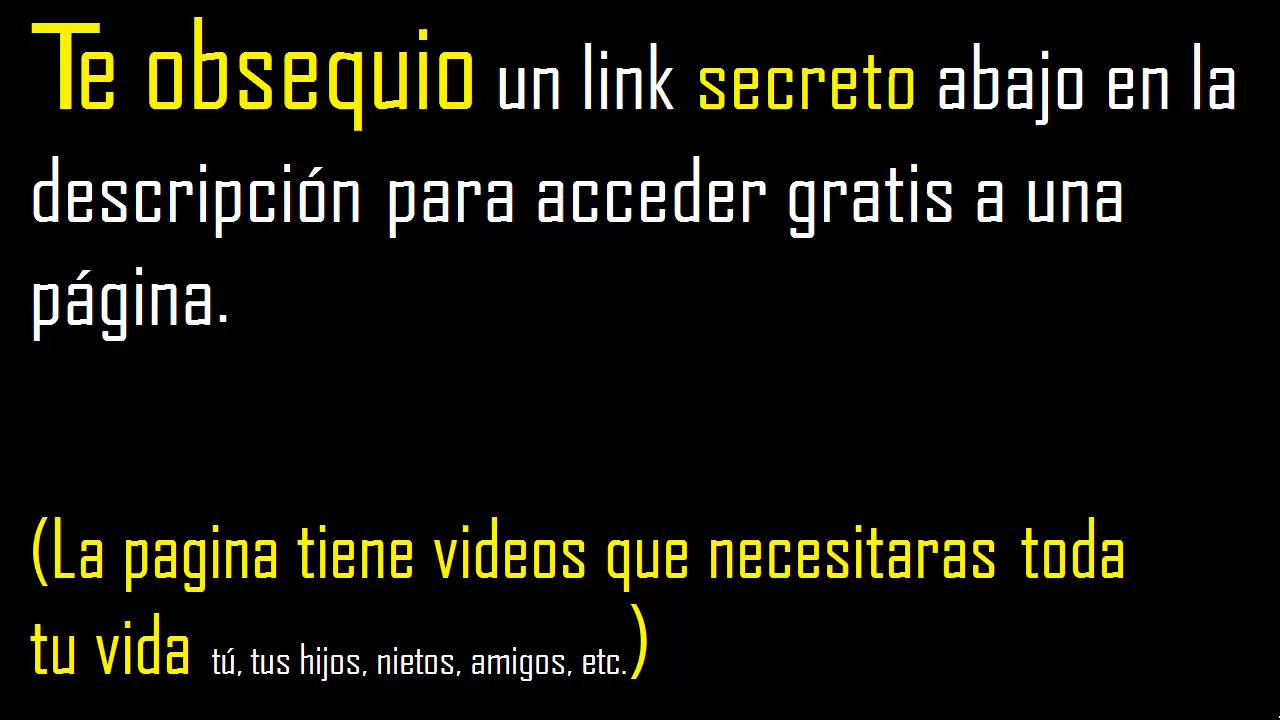 Te obsequio un link secreto abajo en la
descripción para acceder gratis a una
página.
(La pagina tiene videos que necesitaras toda
tu vida tú, tus hijos, nietos, amigos, etc.)